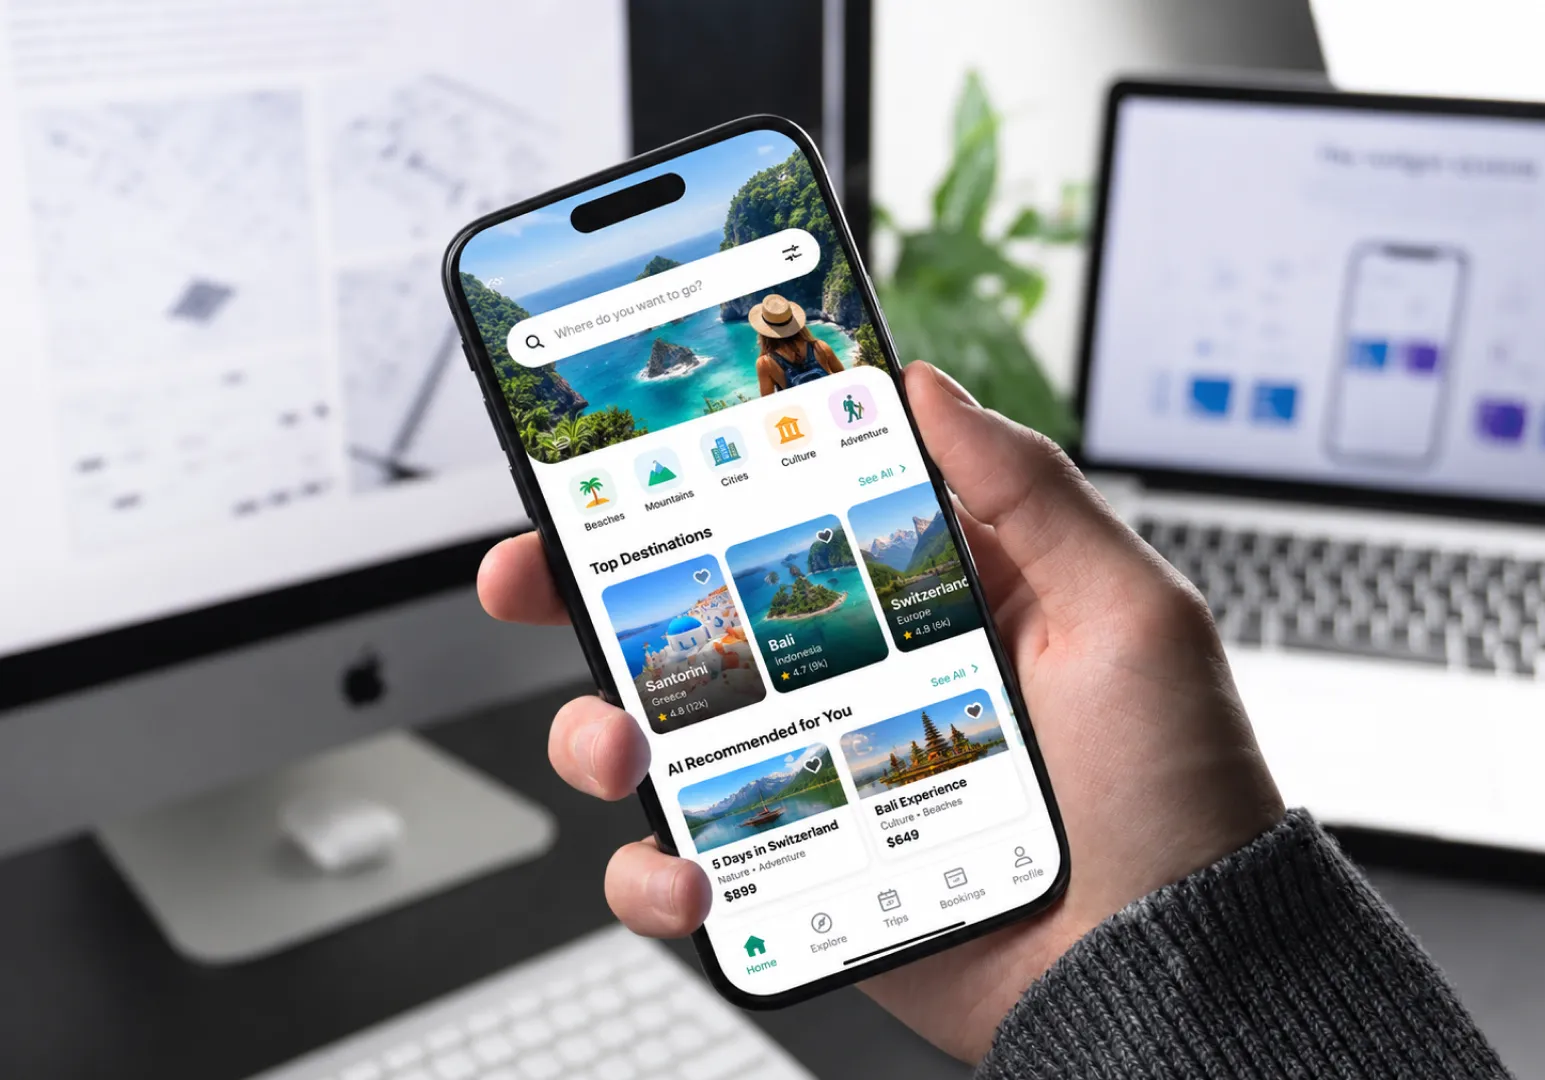 Where do you want to go?
Beaches
Mountains
Cities
Culture
Adventure
Top Destinations
See All
Santorini
Greece
4.8 (12k)
Bali
Indonesia
4.7 (9k)
Switzerland
Europe
4.8 (6k)
AI Recommended for You
See All
5 Days in Switzerland
Nature • Adventure
$899
Bali Experience
Culture • Beaches
$649
Home
Explore
Trips
Bookings
Profile